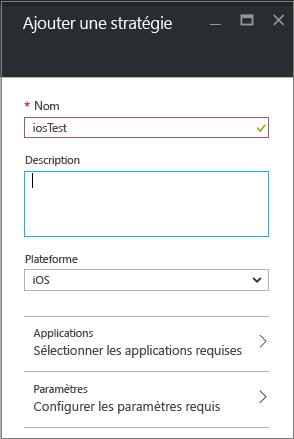 Ajouter une stratégie
* Nom
iosTest
Description
Plateforme
iOS
Applications
Sélectionner les applications requises
Paramètres
Configurer les paramètres requis